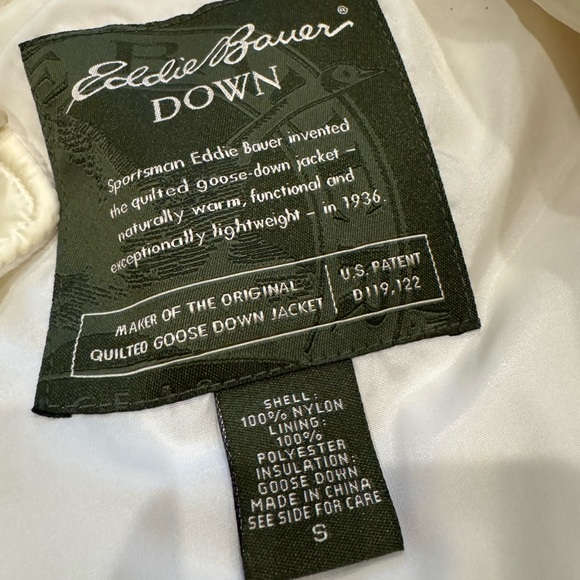 Eddie Bauer®
DOWN
Sportsman Eddie Bauer invented
the quilted goose-down jacket –
naturally warm, functional and
exceptionally lightweight – in 1936.
MAKER OF THE ORIGINAL
QUILTED GOOSE DOWN JACKET
U.S. PATENT
D119,122
SHELL:
100% NYLON
LINING:
100%
POLYESTER
INSULATION:
GOOSE DOWN
MADE IN CHINA
SEE SIDE FOR CARE
S